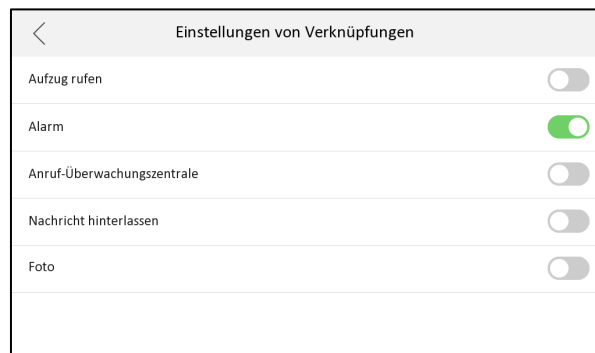 Einstellungen von Verknüpfungen
Aufzug rufen
Alarm
Anruf-Überwachungszentrale
Nachricht hinterlassen
Foto